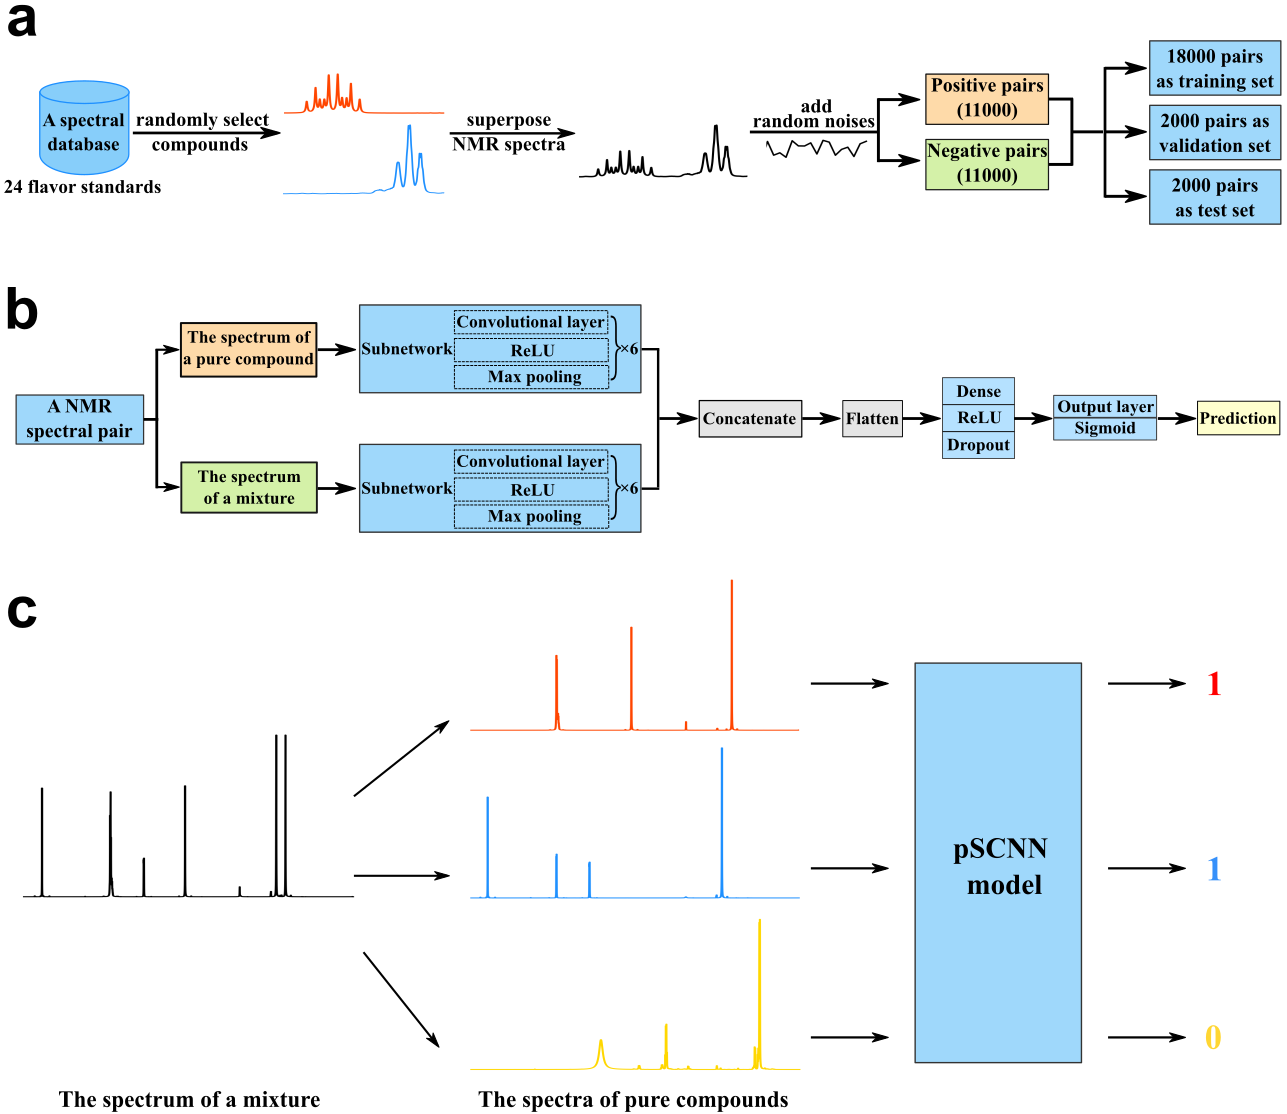 a
A spectral
database
24 flavor standards
randomly select
compounds
superpose
NMR spectra
add
random noises
Positive pairs
(11000)
Negative pairs
(11000)
18000 pairs
as training set
2000 pairs as
validation set
2000 pairs
as test set
b
A NMR
spectral pair
The spectrum of
a pure compound
The spectrum
of a mixture
Subnetwork
Convolutional layer
ReLU
Max pooling
×6
Subnetwork
Convolutional layer
ReLU
Max pooling
×6
Concatenate
Flatten
Dense
ReLU
Dropout
Output layer
Sigmoid
Prediction
c
pSCNN
model
1
1
0
The spectrum of a mixture
The spectra of pure compounds